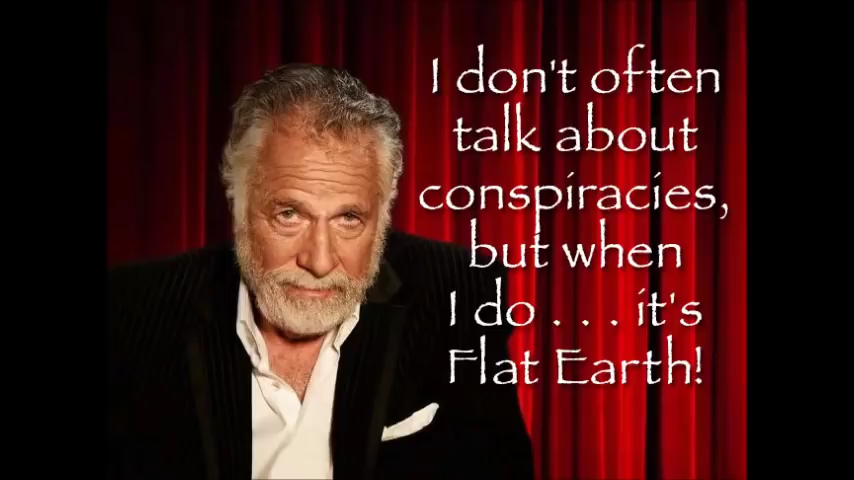 I don't often
talk about
conspiracies,
but when
I do . . . it's
Flat Earth!